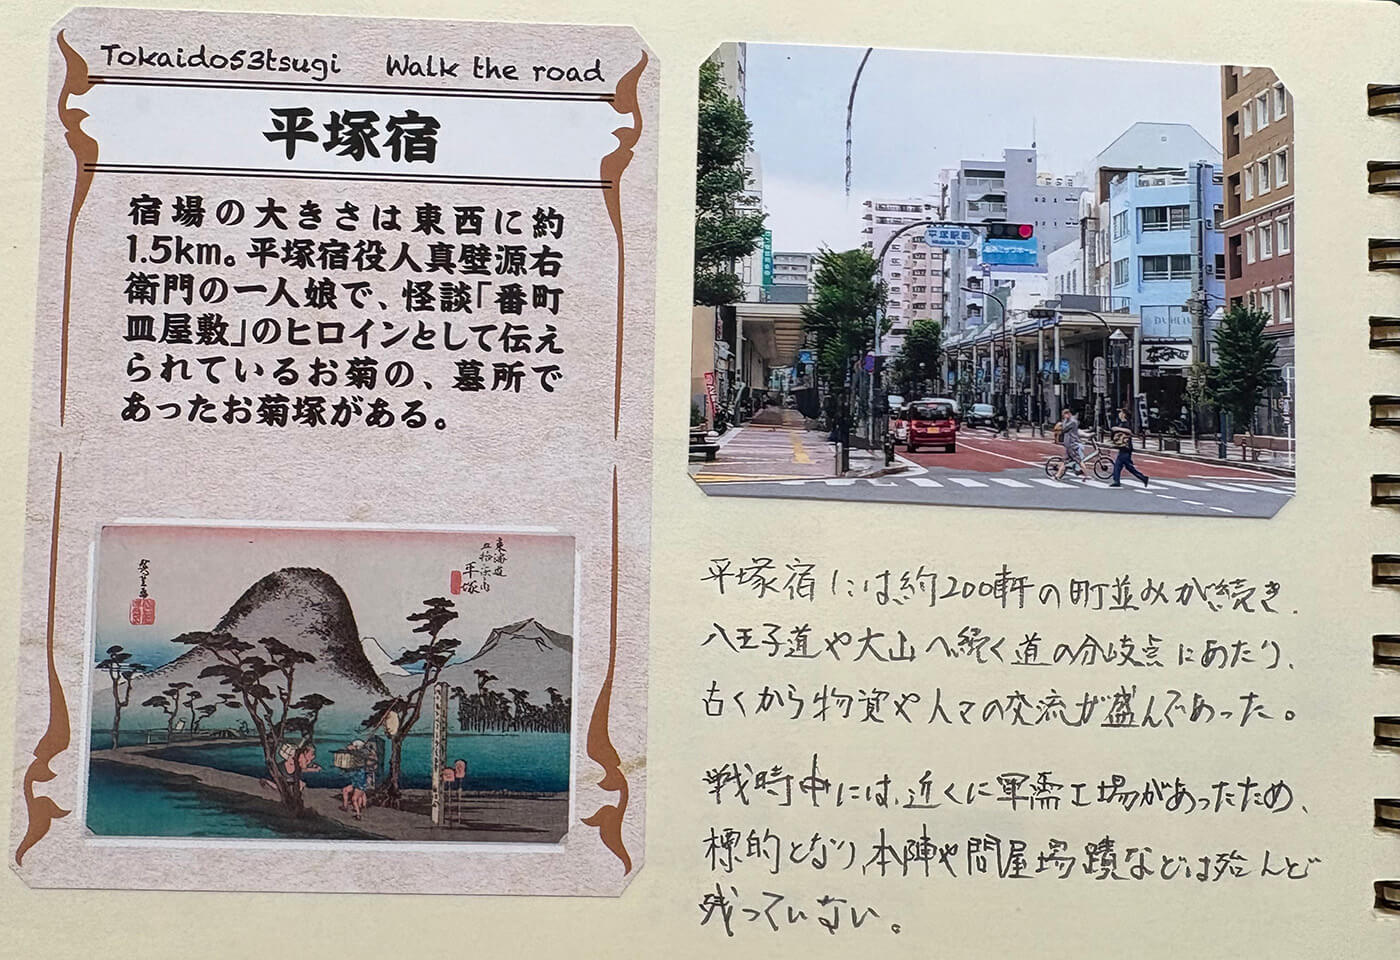 Tokaido53tsugi Walk the road
平塚宿
宿場の大きさは東西に約
1.5km。平塚宿役人真壁源右
衛門の一人娘で、怪談「番町
皿屋敷」のヒロインとして伝え
られているお菊の、墓所で
あったお菊塚がある。
東海道
五拾三次之内
平塚
廣重画
平塚駅前
平塚宿には約200軒の町並みが続き、
八王子道や大山へ続く道の分岐点にあたり、
古くから物資や人々の交流が盛んであった。
戦時中には、近くに軍需工場があったため、
標的となり、本陣や問屋場蹟などは殆んど
残っていない。